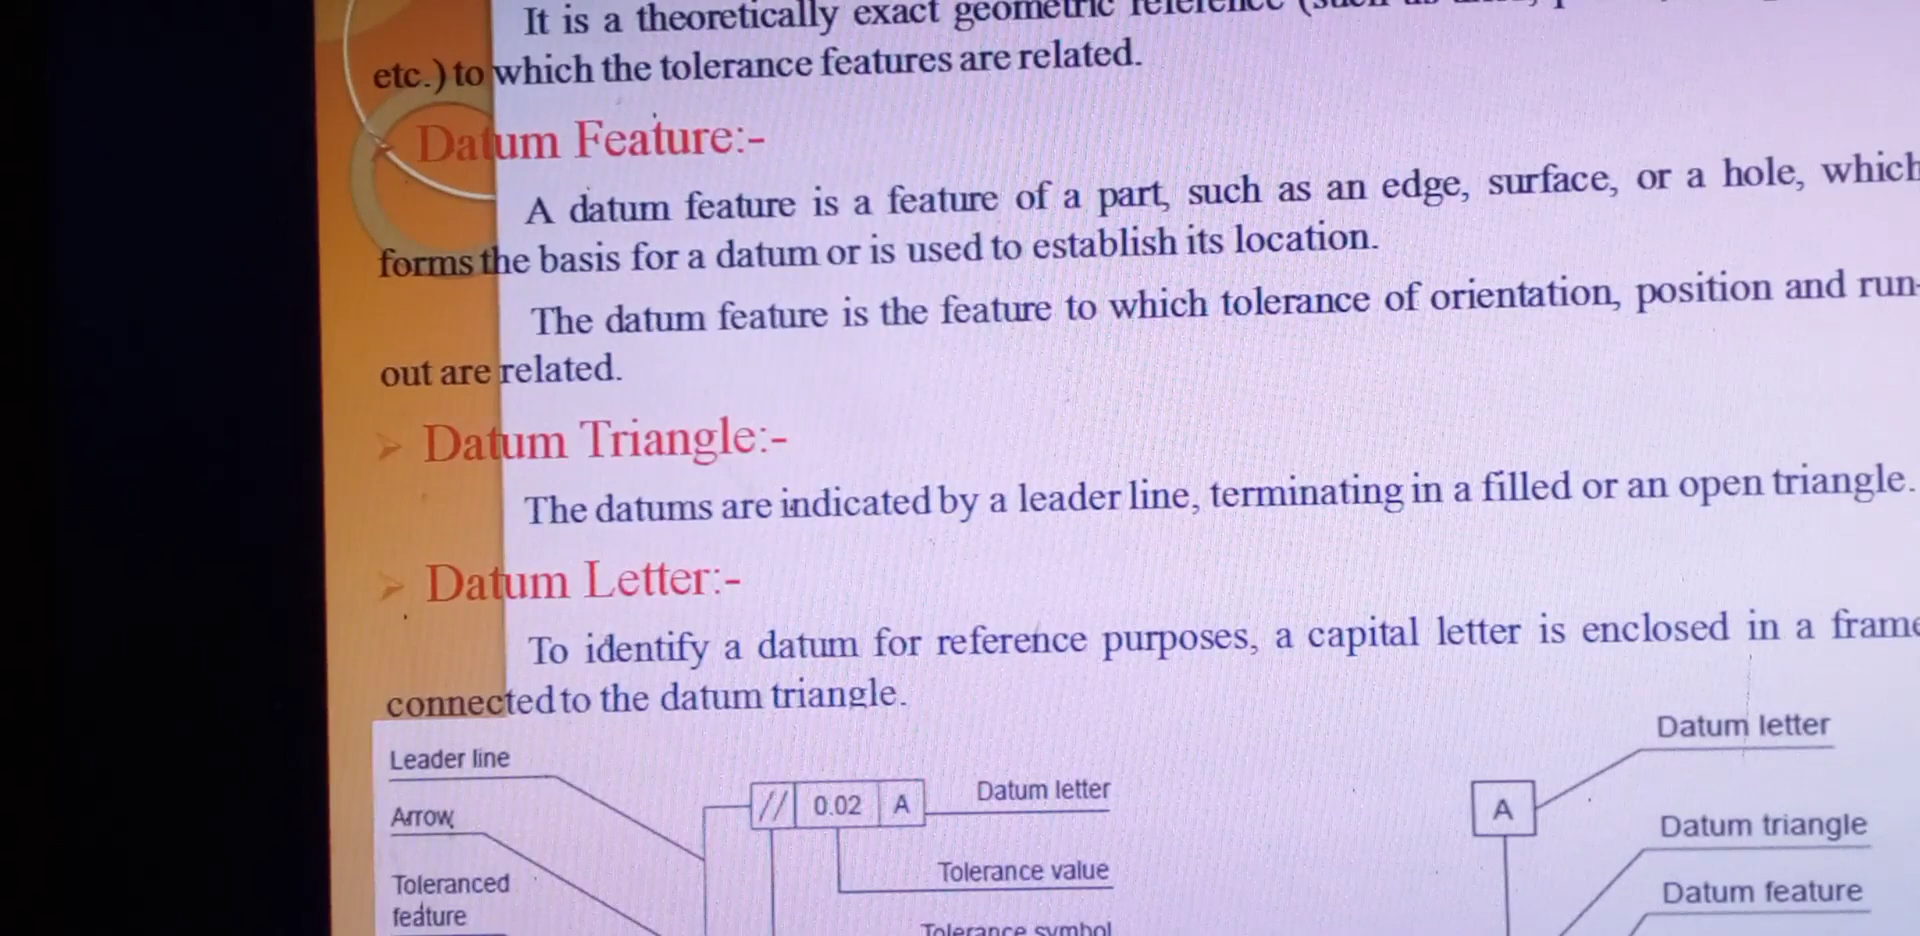 It is a theoretically exact geometric reference
etc.) to which the tolerance features are related.
Datum Feature:-
A datum feature is a feature of a part, such as an edge, surface, or a hole, which
forms the basis for a datum or is used to establish its location.
The datum feature is the feature to which tolerance of orientation, position and run-
out are related.
Datum Triangle:-
The datums are indicated by a leader line, terminating in a filled or an open triangle.
Datum Letter:-
To identify a datum for reference purposes, a capital letter is enclosed in a frame
connected to the datum triangle.
Leader line
Arrow
Toleranced
feature
// 0.02 A
Datum letter
Tolerance value
Tolerance symbol
Datum letter
A
Datum triangle
Datum feature